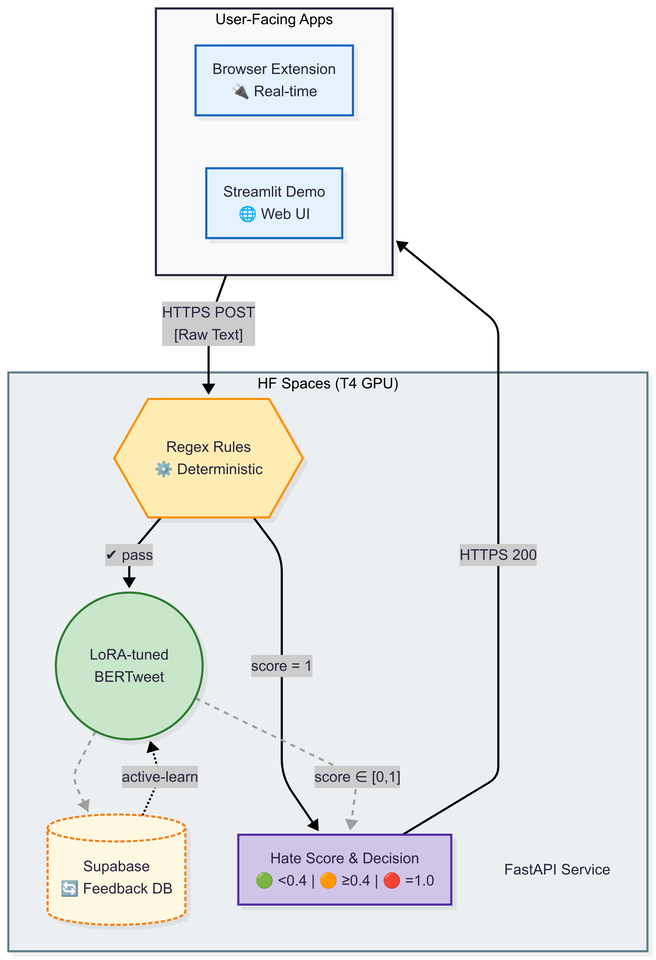 User-Facing Apps
Browser Extension
🔌 Real-time
Streamlit Demo
🌐 Web UI
HTTPS POST
[Raw Text]
HF Spaces (T4 GPU)
Regex Rules
⚙️ Deterministic
✔ pass
HTTPS 200
LoRA-tuned
BERTweet
score = 1
active-learn
score ∈ [0,1]
Supabase
🔄 Feedback DB
Hate Score & Decision
🟢 <0.4 | 🟠 ≥0.4 | 🔴 =1.0
FastAPI Service